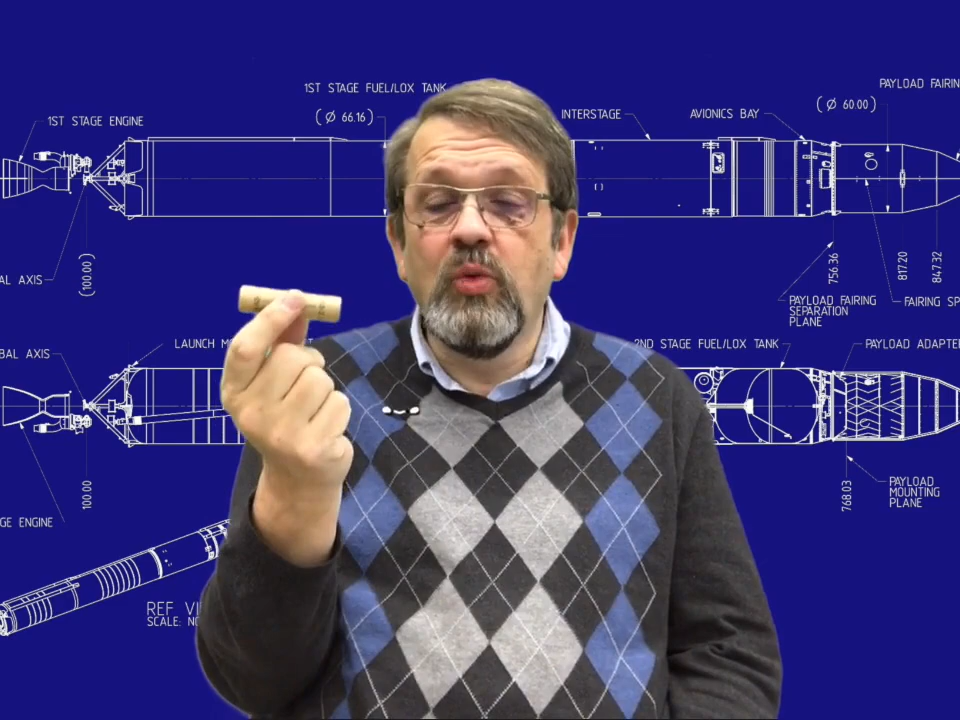 1ST STAGE FUEL/LOX TANK
PAYLOAD FAIRIN
(Ø 66.16)
(Ø 60.00)
1ST STAGE ENGINE
INTERSTAGE
AVIONICS BAY
AL AXIS
(100.00)
756.36
817.20
847.32
PAYLOAD FAIRING
SEPARATION
PLANE
FAIRING SP
BAL AXIS
LAUNCH M
2ND STAGE FUEL/LOX TANK
PAYLOAD ADAPTE
100.00
768.03
PAYLOAD
MOUNTING
PLANE
GE ENGINE
REF VI
SCALE: NO